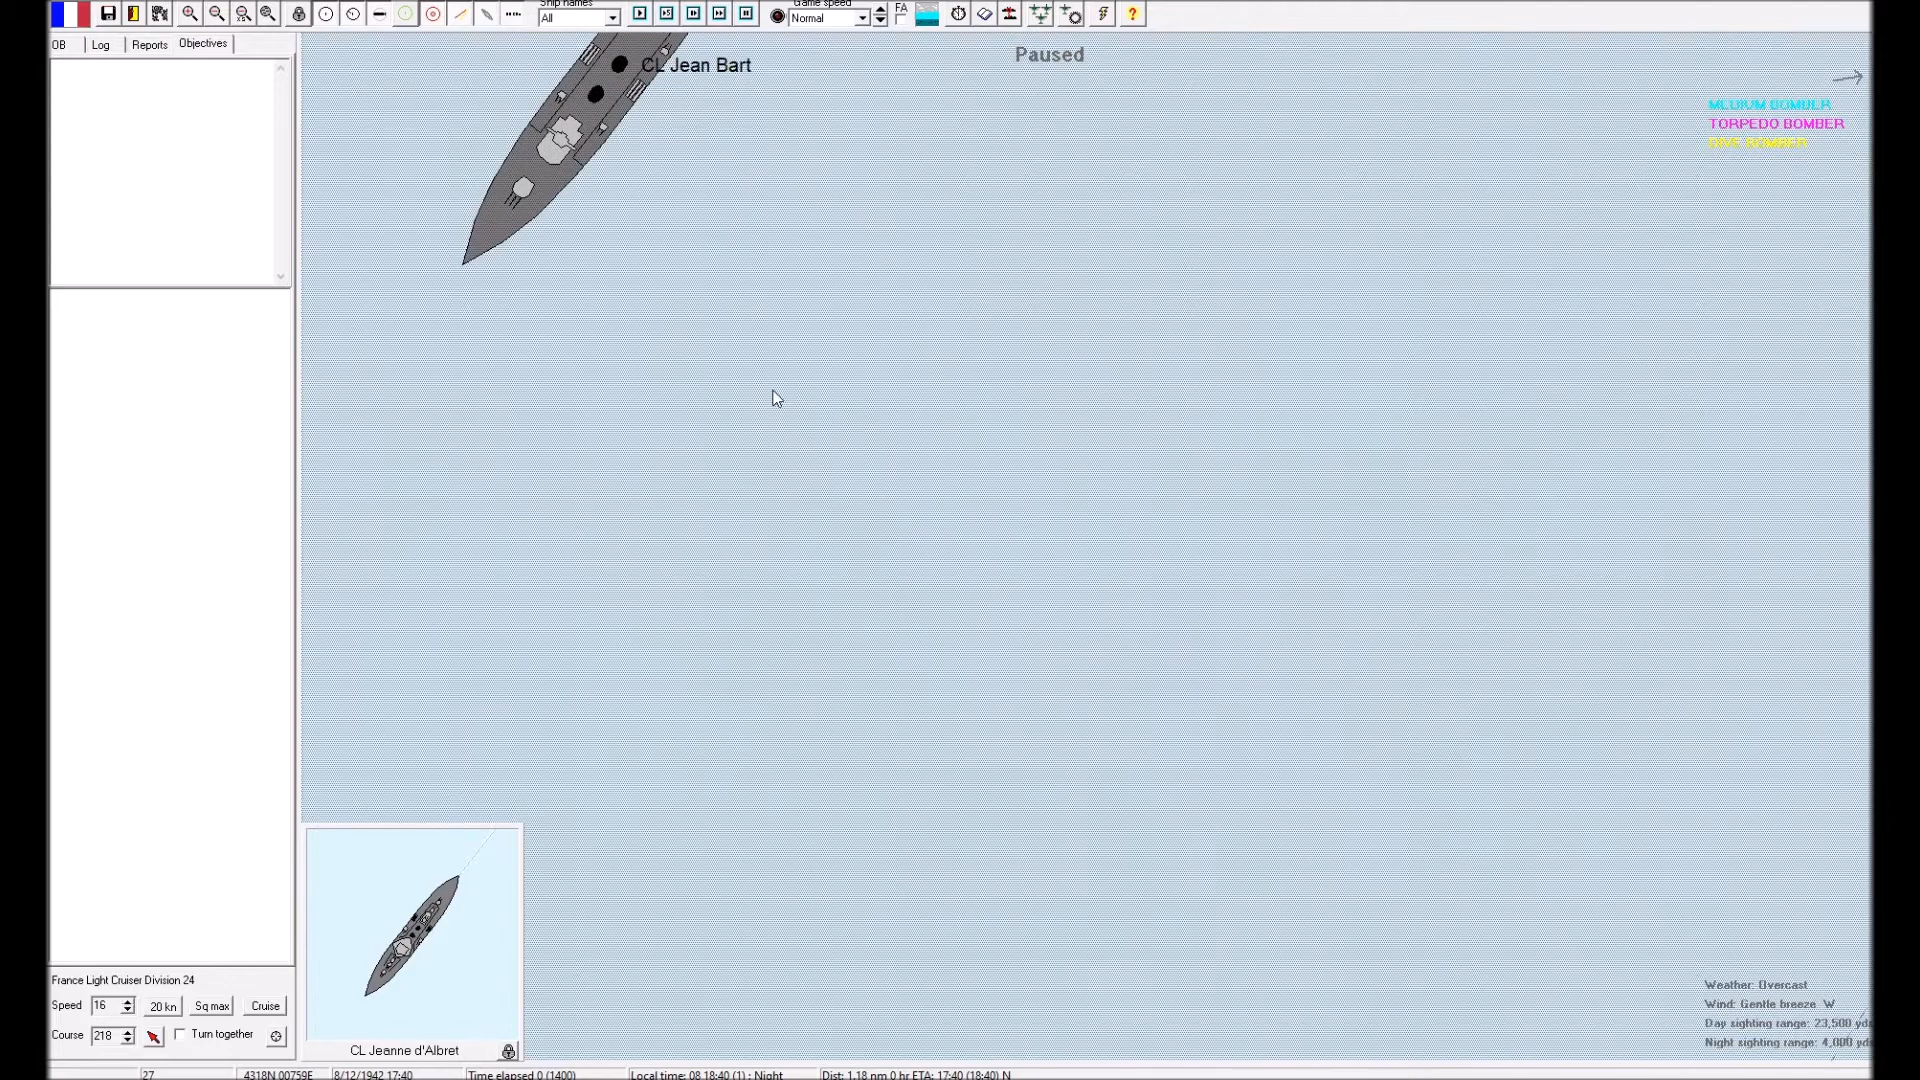 Ship names
All
Game speed
Normal
FA
?
OB
Log
Reports
Objectives
CL Jean Bart
Paused
MEDIUM BOMBER
TORPEDO BOMBER
DIVE BOMBER
France Light Cruiser Division 24
Speed
16
20 kn
Sq max
Cruise
Course
218
Turn together
CL Jeanne d'Albret
Weather: Overcast
Wind: Gentle breeze W
Day sighting range: 23,500 yds
Night sighting range: 4,000 yds
27
4318N 00759E
8/12/1942 17:40
Time elapsed 0 (1400)
Local time: 08 18:40 (1) : Night
Dist: 1.18 nm 0 hr ETA: 17:40 (18:40) N